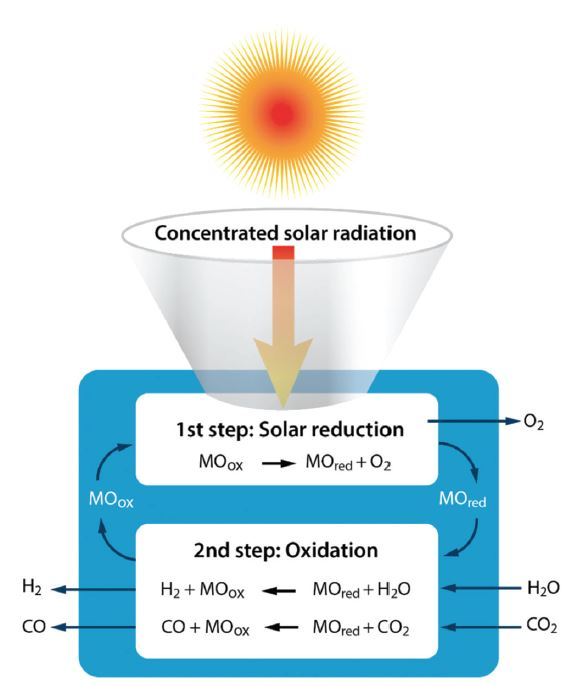 Concentrated solar radiation
1st step: Solar reduction
MOox → MOred + O2
O2
MOox
MOred
2nd step: Oxidation
H2
H2 + MOox ← MOred + H2O
H2O
CO
CO + MOox ← MOred + CO2
CO2